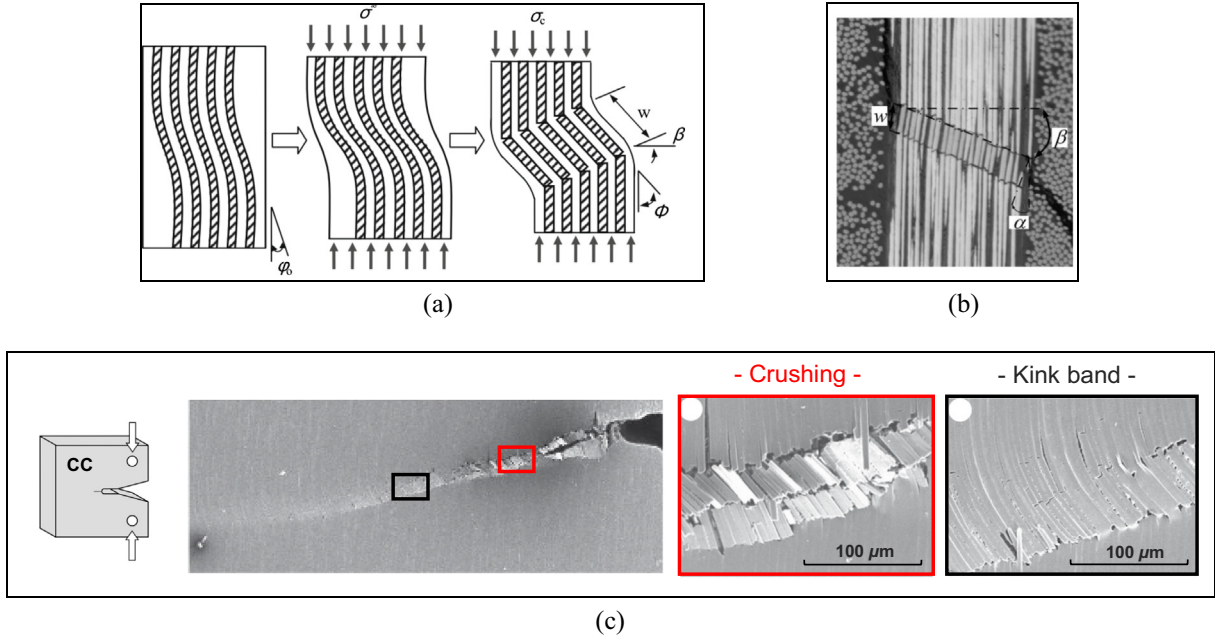 σ^∞
σc
w
β
Φ
φ0
(a)
w
β
α
(b)
- Crushing -
- Kink band -
CC
100 µm
100 µm
(c)